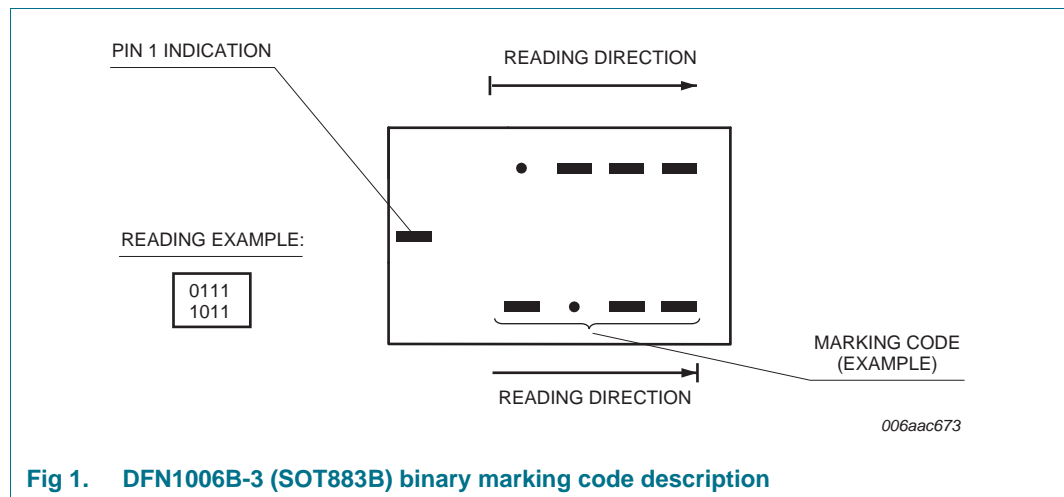 PIN 1 INDICATION
READING DIRECTION
READING EXAMPLE:
0111
1011
MARKING CODE
(EXAMPLE)
READING DIRECTION
006aac673
Fig 1. DFN1006B-3 (SOT883B) binary marking code description